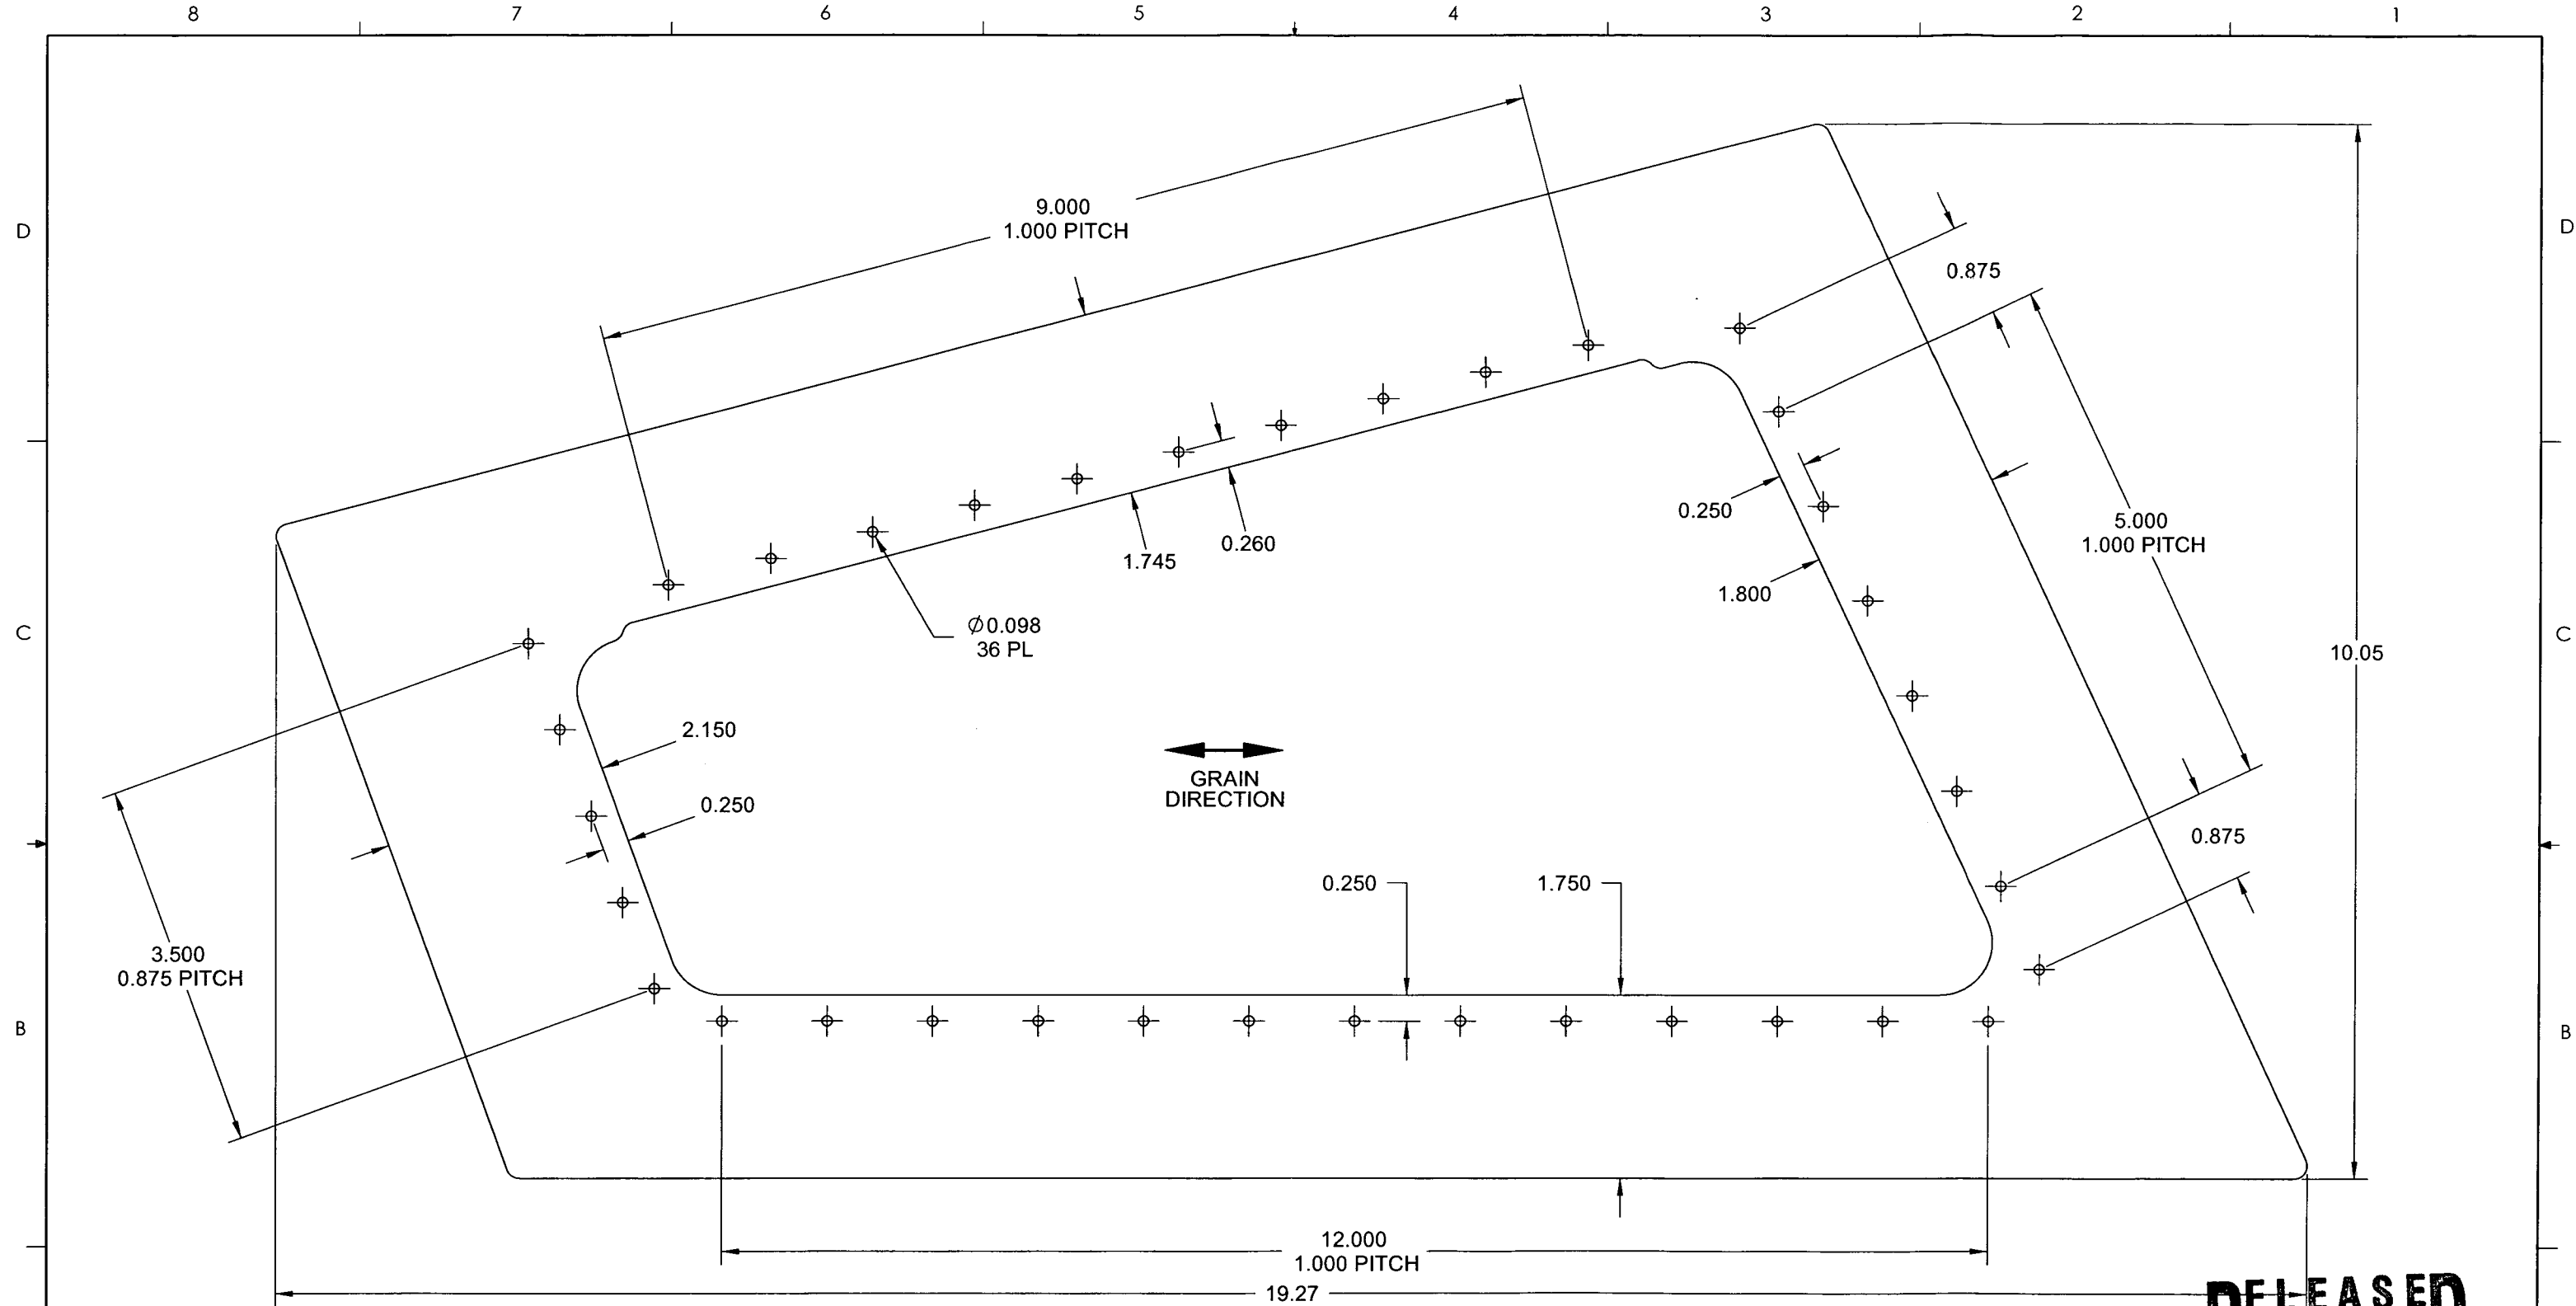 8 7 6 5 4 3 2 1
9.000
1.000 PITCH
D D
0.875
0.250
5.000
1.000 PITCH
0.260
1.745
1.800
Ø0.098
36 PL
C C
10.05
2.150
GRAIN
DIRECTION
0.250
0.875
0.250 1.750
3.500
0.875 PITCH
B B
12.000
1.000 PITCH
19.27
RELEASED